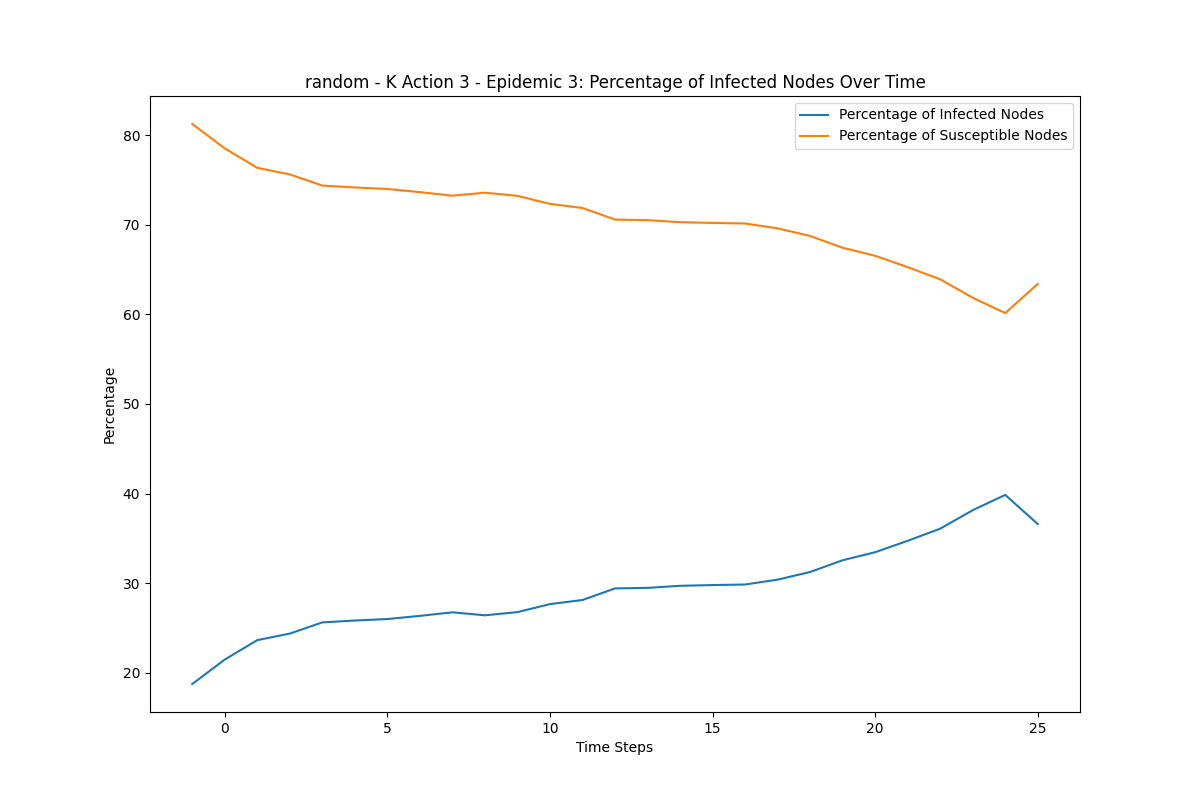 random - K Action 3 - Epidemic 3: Percentage of Infected Nodes Over Time
Percentage of Infected Nodes
Percentage of Susceptible Nodes
80
70
60
50
40
30
20
Percentage
0 5 10 15 20 25
Time Steps